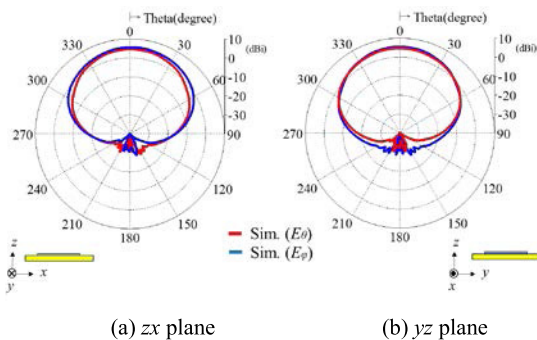 Theta(degree)
0
330
30
300
60
270
90
240
120
210
150
180
10
(dBi)
0
-10
-20
-30
Theta(degree)
0
330
30
300
60
270
90
240
120
210
150
180
10
(dBi)
0
-10
-20
-30
Sim. (Eθ)
Sim. (Eφ)
z
x
y
z
y
x
(a) zx plane
(b) yz plane